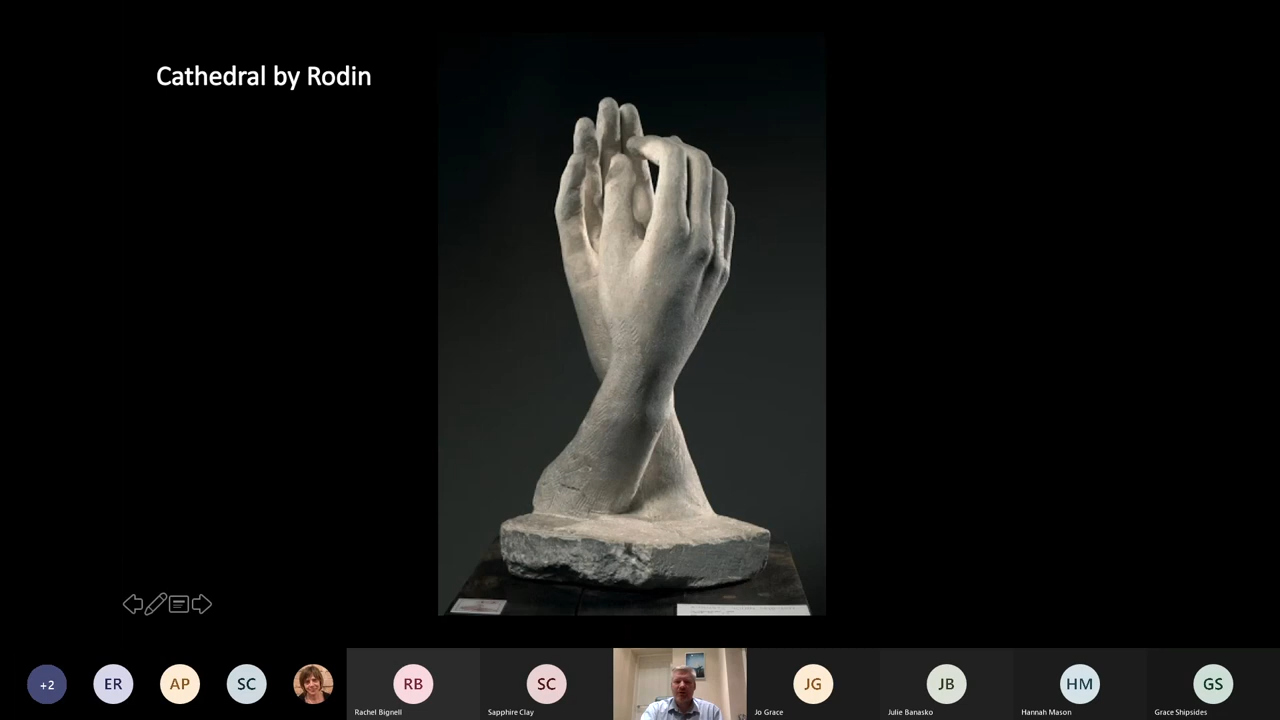 Cathedral by Rodin
+2
ER
AP
SC
RB
Rachel Bignell
SC
Sapphire Clay
JG
Jo Grace
JB
Julie Banasko
HM
Hannah Mason
GS
Grace Shipsides